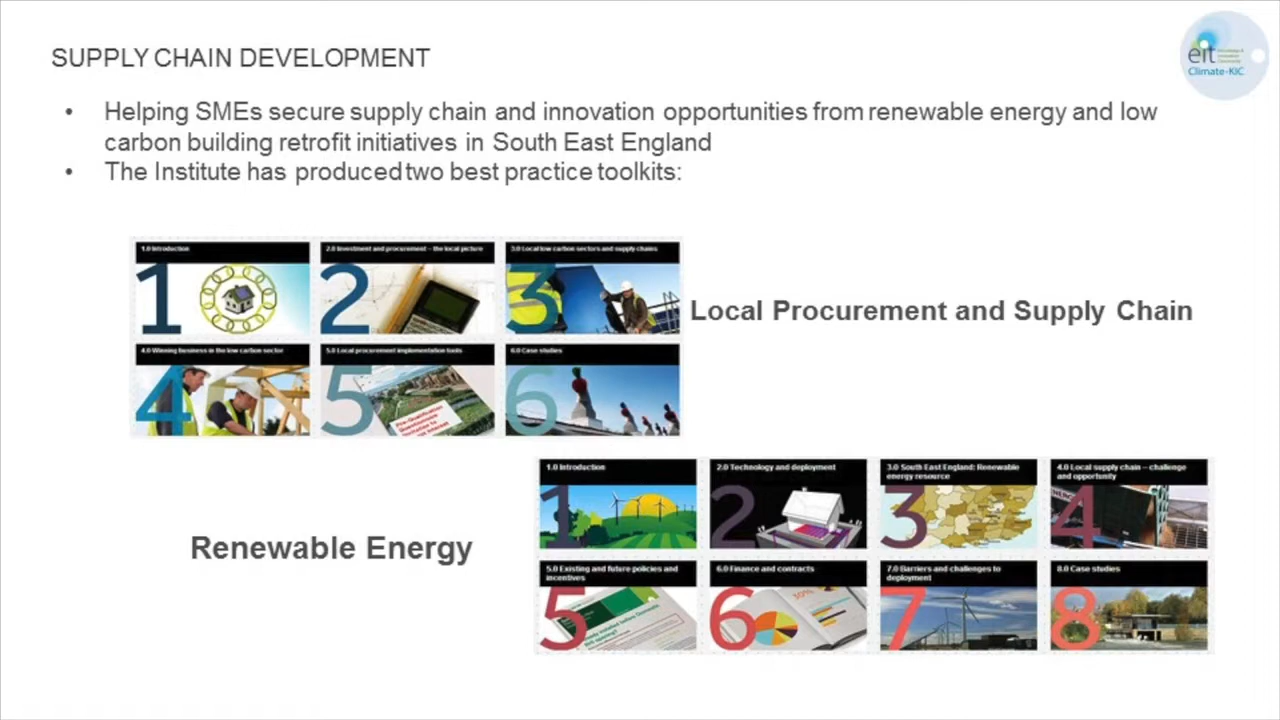 SUPPLY CHAIN DEVELOPMENT
eit
Climate-KIC
• Helping SMEs secure supply chain and innovation opportunities from renewable energy and low
carbon building retrofit initiatives in South East England
• The Institute has produced two best practice toolkits:
1.0 Introduction
2.0 Investment and procurement – the local picture
3.0 Local low carbon sectors and supply chains
1
2
3
Local Procurement and Supply Chain
4.0 Winning business in the low carbon sector
5.0 Local procurement implementation tools
6.0 Case studies
4
5
6
Pre-Qualification
Questionnaire
Invitation to
1.0 Introduction
2.0 Technology and deployment
3.0 South East England: Renewable
energy resource
4.0 Local supply chain – challenge
and opportunity
1
2
3
4
Renewable Energy
5.0 Existing and future policies and
incentives
6.0 Finance and contracts
7.0 Barriers and challenges to
deployment
8.0 Case studies
5
6
30%
7
8